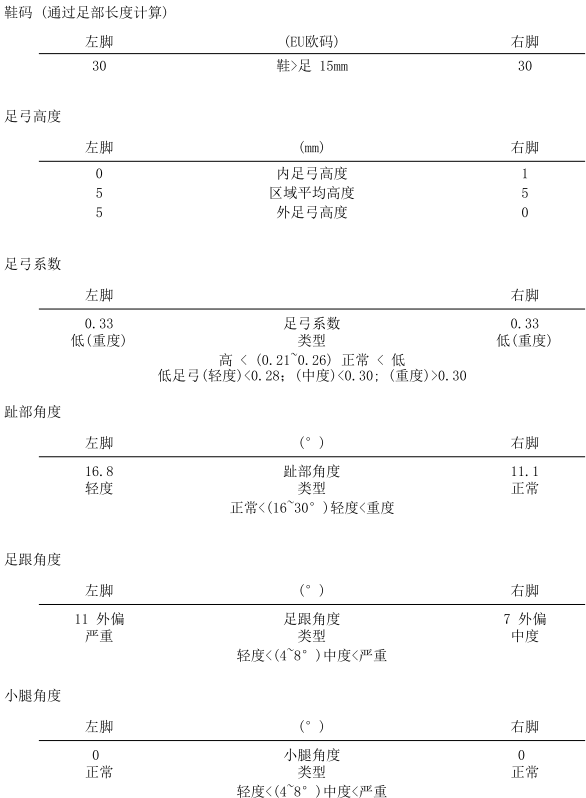 鞋码 (通过足部长度计算)
左脚 (EU欧码) 右脚
30 鞋>足 15mm 30
足弓高度
左脚 (mm) 右脚
0 内足弓高度 1
5 区域平均高度 5
5 外足弓高度 0
足弓系数
左脚 右脚
0.33 足弓系数 0.33
低(重度) 类型 低(重度)
高 < (0.21~0.26) 正常 < 低
低足弓(轻度)<0.28; (中度)<0.30; (重度)>0.30
趾部角度
左脚 (°) 右脚
16.8 趾部角度 11.1
轻度 类型 正常
正常<(16~30°)轻度<重度
足跟角度
左脚 (°) 右脚
11 外偏 足跟角度 7 外偏
严重 类型 中度
轻度<(4~8°)中度<严重
小腿角度
左脚 (°) 右脚
0 小腿角度 0
正常 类型 正常
轻度<(4~8°)中度<严重